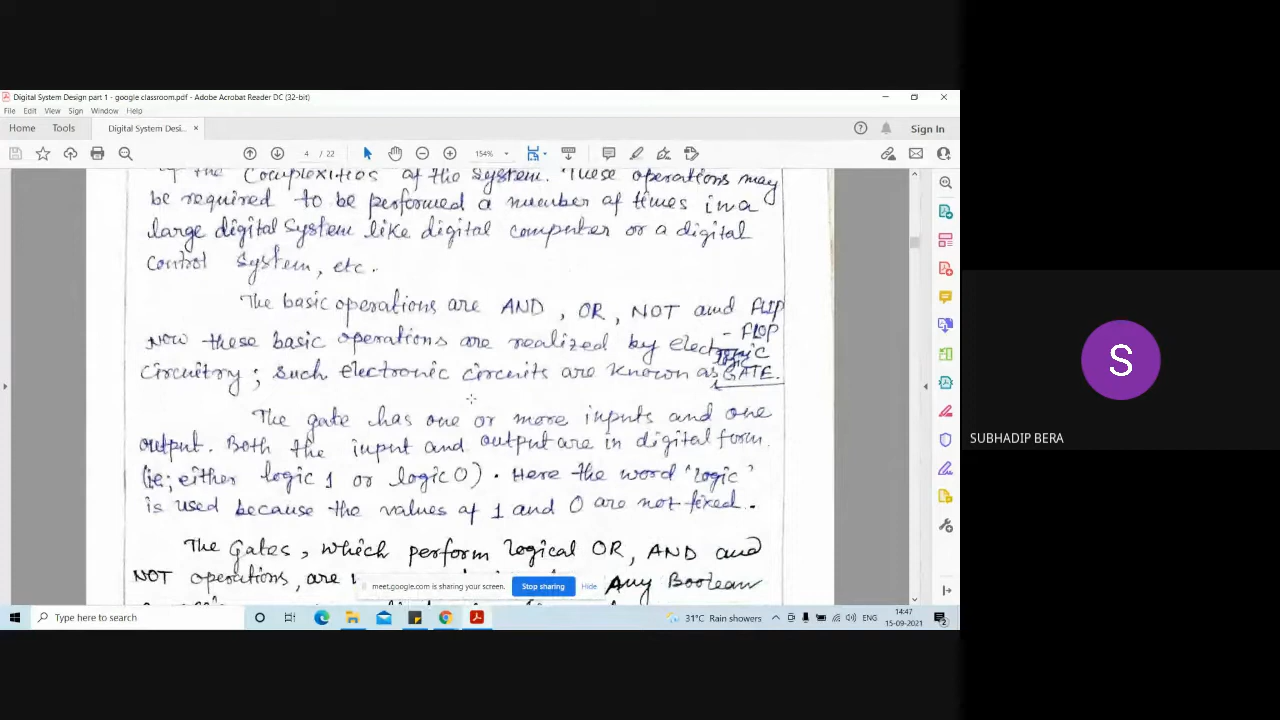 Digital System Design part 1 - google classroom.pdf - Adobe Acrobat Reader DC (32-bit)
File Edit View Sign Window Help
Home Tools Digital System Desi... × Sign In
4 / 22 154%
the complexities of the system. These operations may
be required to be performed a number of times in a
large digital system like digital computer or a digital
control system, etc.
The basic operations are AND, OR, NOT and FLIP
- FLOP
Now these basic operations are realized by electronic
circuitry; such electronic circuits are known as GATE.
The gate has one or more inputs and one
output. Both the input and output are in digital form.
(ie; either logic 1 or logic 0). Here the word 'logic'
is used because the values of 1 and 0 are not fixed.
The Gates, which perform logical OR, AND and
NOT operations, are Any Boolean
meet.google.com is sharing your screen. Stop sharing Hide
Type here to search 31°C Rain showers ENG 14:47
15-09-2021 2
S
SUBHADIP BERA